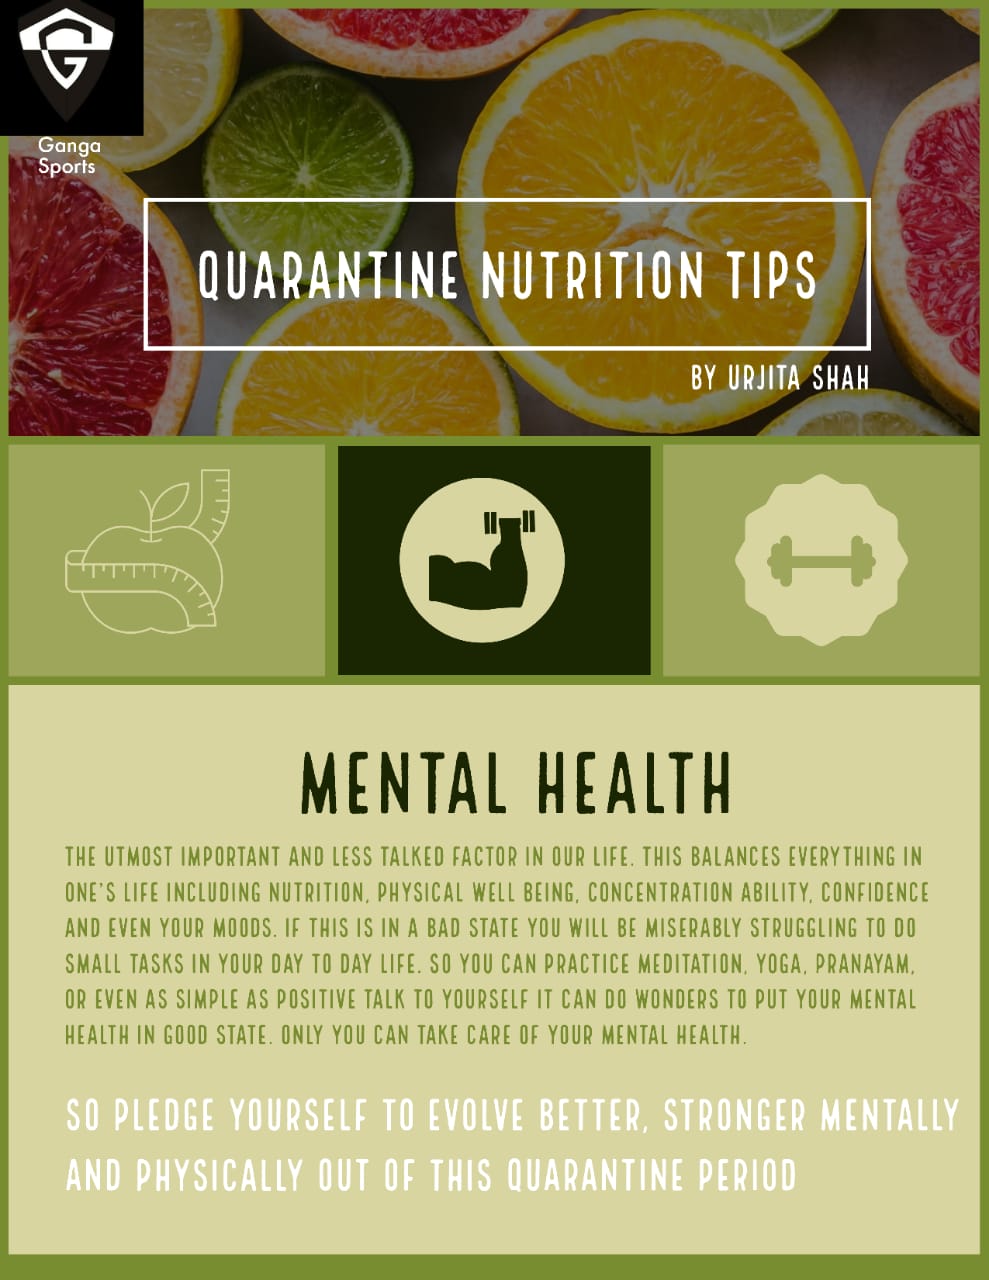 Ganga
Sports
QUARANTINE NUTRITION TIPS
BY URJITA SHAH
MENTAL HEALTH
THE UTMOST IMPORTANT AND LESS TALKED FACTOR IN OUR LIFE. THIS BALANCES EVERYTHING IN
ONE'S LIFE INCLUDING NUTRITION, PHYSICAL WELL BEING, CONCENTRATION ABILITY, CONFIDENCE
AND EVEN YOUR MOODS. IF THIS IS IN A BAD STATE YOU WILL BE MISERABLY STRUGGLING TO DO
SMALL TASKS IN YOUR DAY TO DAY LIFE. SO YOU CAN PRACTICE MEDITATION, YOGA, PRANAYAM,
OR EVEN AS SIMPLE AS POSITIVE TALK TO YOURSELF IT CAN DO WONDERS TO PUT YOUR MENTAL
HEALTH IN GOOD STATE. ONLY YOU CAN TAKE CARE OF YOUR MENTAL HEALTH.
SO PLEDGE YOURSELF TO EVOLVE BETTER, STRONGER MENTALLY
AND PHYSICALLY OUT OF THIS QUARANTINE PERIOD